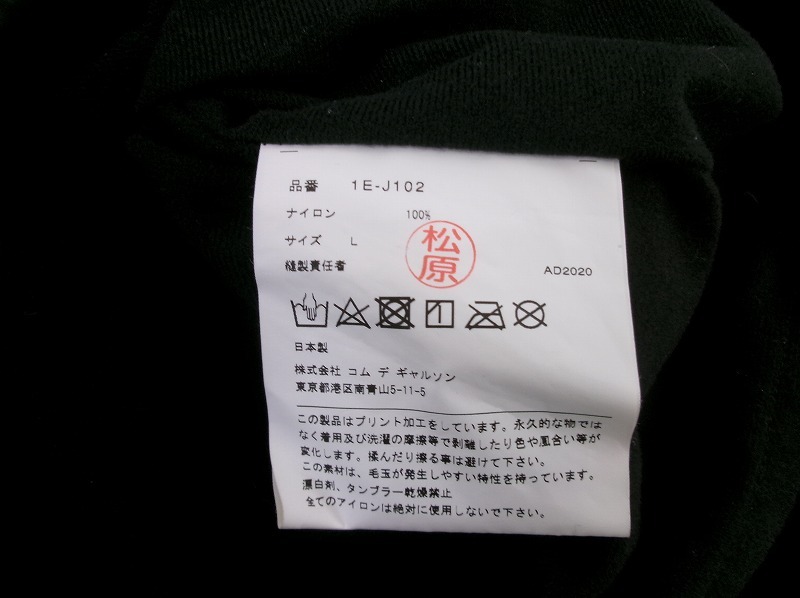 品番 1E-J102
ナイロン 100%
サイズ L
縫製責任者 松原 AD2020
日本製
株式会社 コム デ ギャルソン
東京都港区南青山5-11-5
この製品はプリント加工をしています。永久的な物では
なく着用及び洗濯の摩擦等で剥離したり色や風合い等が
変化します。揉んだり擦る事は避けて下さい。
この素材は、毛玉が発生しやすい特性を持っています。
漂白剤、タンブラー乾燥禁止
全てのアイロンは絶対に使用しないで下さい。